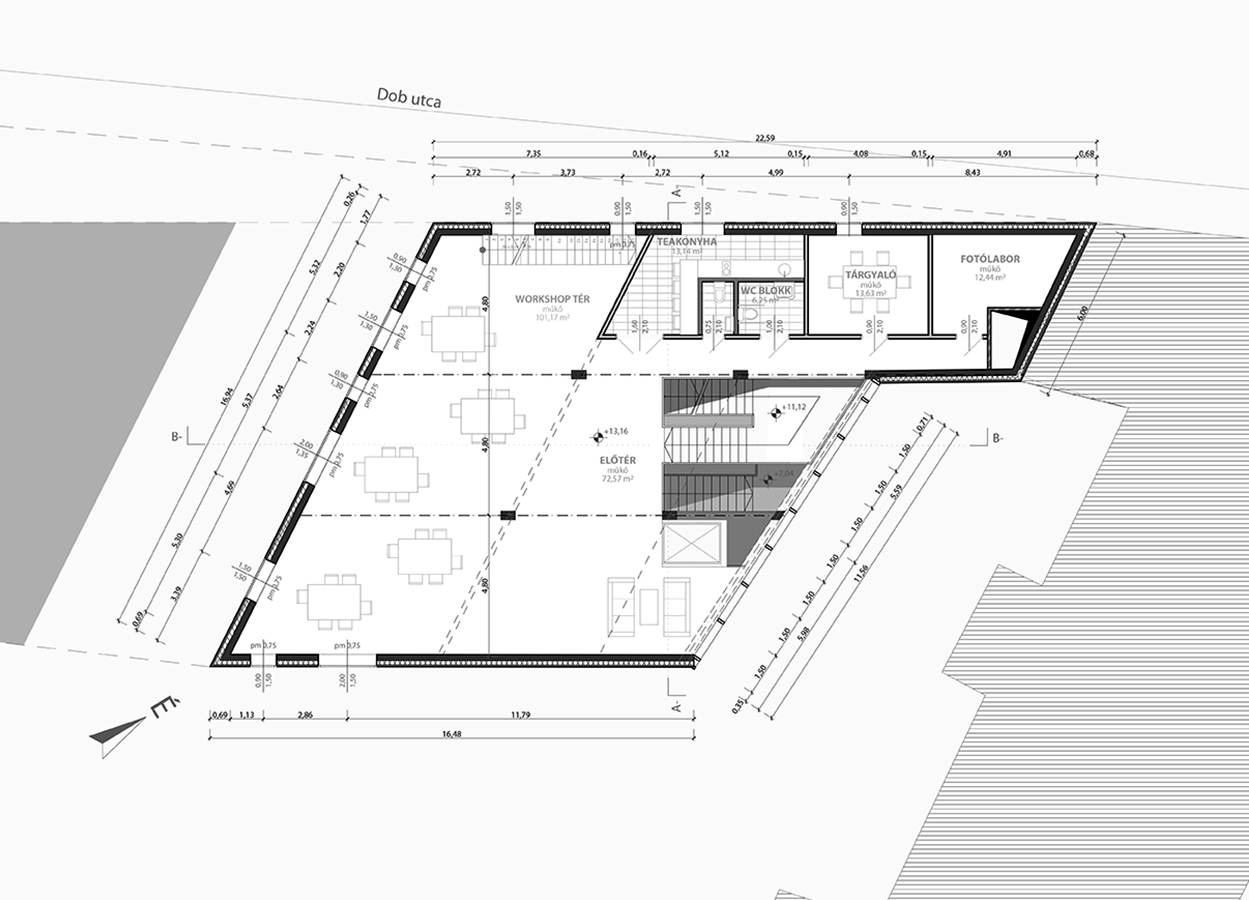 Dob utca
22,59
7,35 0,16 5,12 0,15 4,08 0,15 4,91 0,68
2,72 3,73 2,72 4,99 8,43
A-
1,50 1,50
0,90 1,50
1,50 1,50
0,90 1,50
0,26 1,77
5,32 2,20
2,24
16,94 5,37 2,64
4,69
5,30
3,39
0,69
0,90 1,30 pm 0,75
1,50 1,30 pm 0,75
0,90 1,30 pm 0,75
2,00 1,35 pm 0,75
1,50 1,50 pm 0,75
pm 0,75
TEAKONYHA
13,14 m²
WORKSHOP TÉR
műkő
101,17 m²
WC BLOKK
6,25 m²
TÁRGYALÓ
műkő
13,63 m²
FOTÓLABOR
műkő
12,44 m²
6,00
1,60 2,10
0,75 2,10
1,00 2,10
0,90 2,10
0,90 2,10
4,80
4,80
4,80
B-
B-
+11,12
+13,16
+7,04
ELŐTÉR
műkő
72,57 m²
0,71
1,50
1,50 5,59
1,50
1,50 11,56
1,50
1,50 5,98
1,50
0,35
pm 0,75 pm 0,75
0,90 1,50
2,00 1,50
A-
É
0,69 1,13 2,86 11,79
16,48